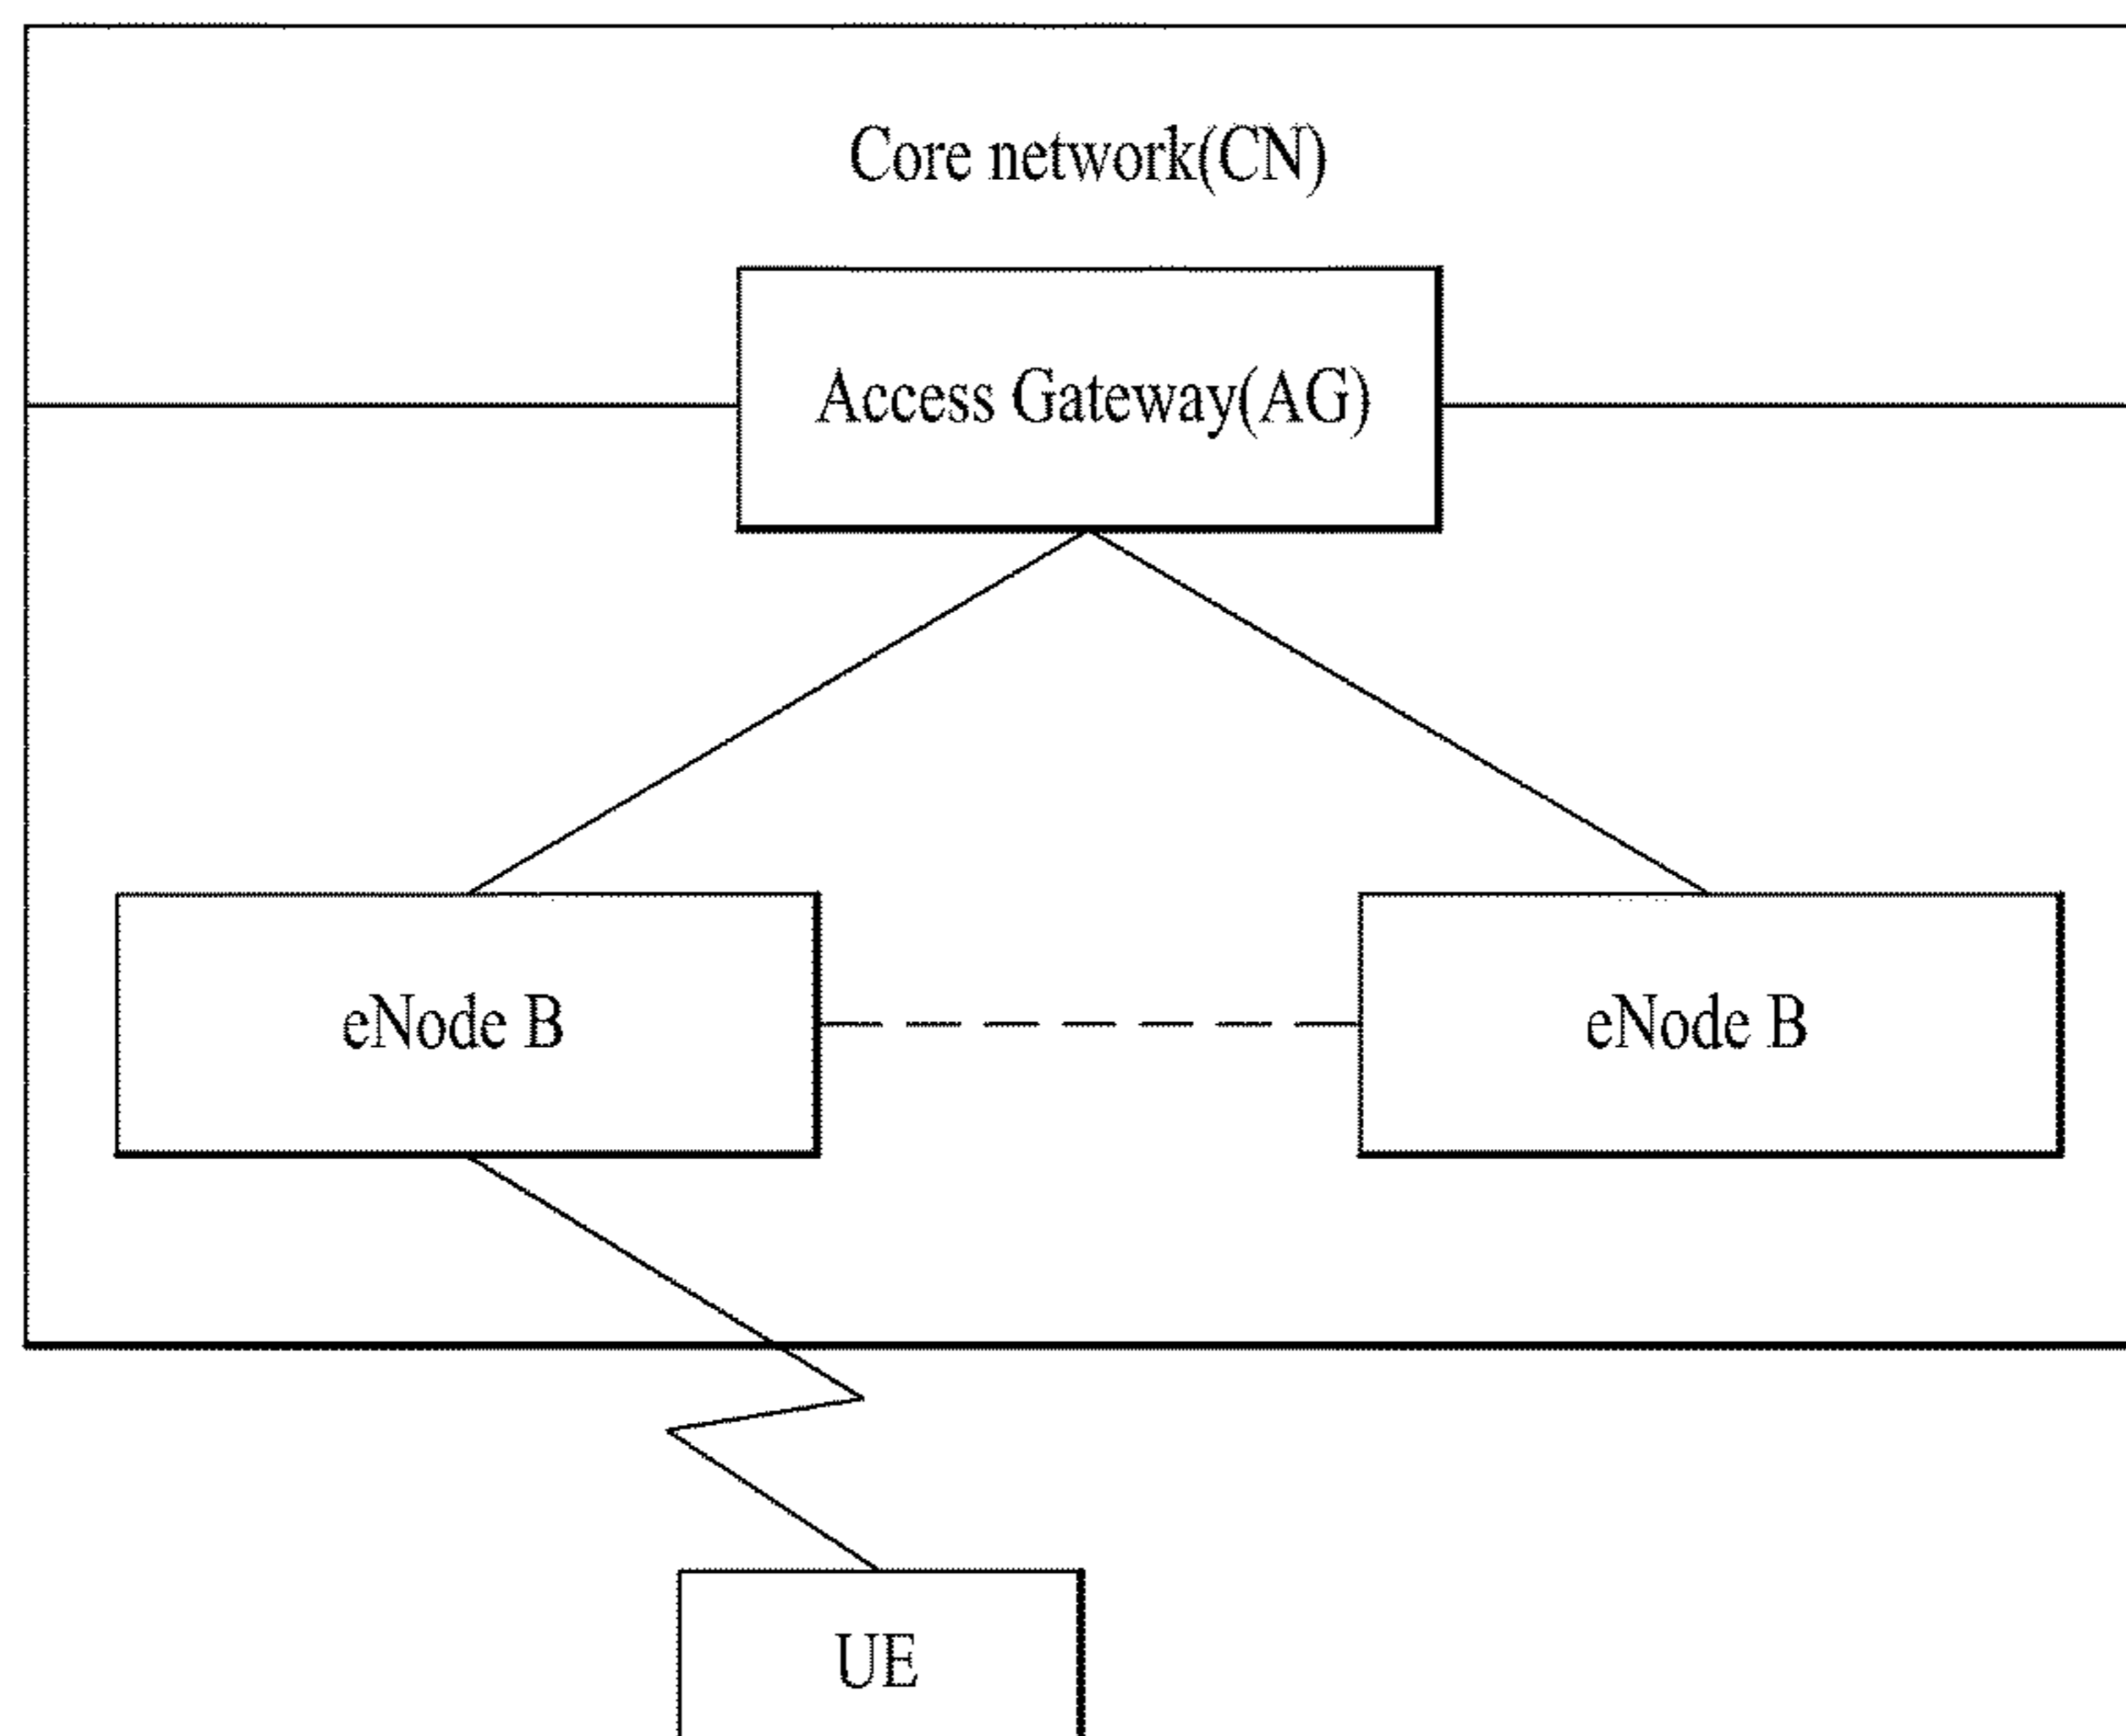 Core network(CN)
Access Gateway(AG)
eNode B
eNode B
UE